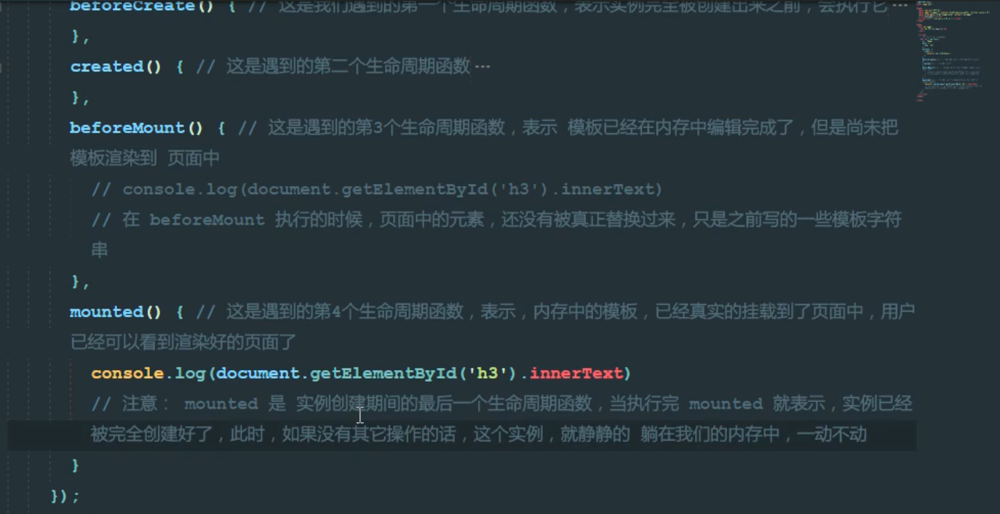 beforeCreate() { // 这是我们遇到的第一个生命周期函数，表示实例完全被创建出来之前，会执行它 ···
},
created() { // 这是遇到的第二个生命周期函数 ···
},
beforeMount() { // 这是遇到的第3个生命周期函数，表示 模板已经在内存中编辑完成了，但是尚未把
模板渲染到 页面中
// console.log(document.getElementById('h3').innerText)
// 在 beforeMount 执行的时候，页面中的元素，还没有被真正替换过来，只是之前写的一些模板字符
串
},
mounted() { // 这是遇到的第4个生命周期函数，表示，内存中的模板，已经真实的挂载到了页面中，用户
已经可以看到渲染好的页面了
console.log(document.getElementById('h3').innerText)
// 注意： mounted 是 实例创建期间的最后一个生命周期函数，当执行完 mounted 就表示，实例已经
被完全创建好了，此时，如果没有其它操作的话，这个实例，就静静的 躺在我们的内存中，一动不动
}
});